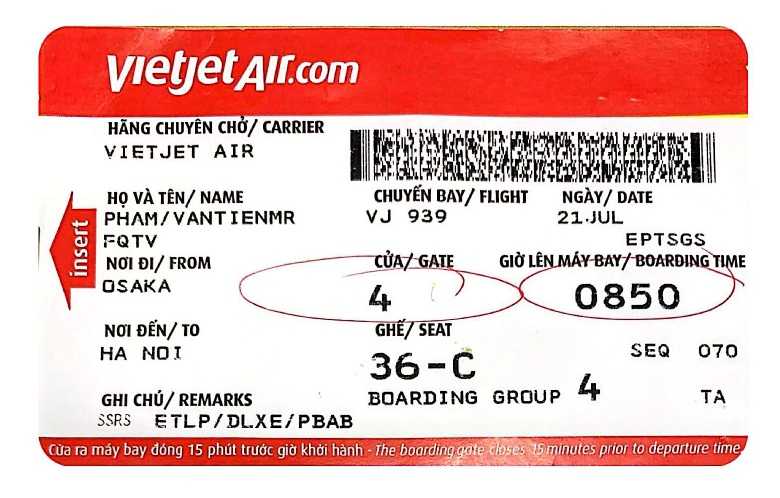 vietjetAir.com
HÃNG CHUYÊN CHỞ/ CARRIER
VIETJET AIR
HỌ VÀ TÊN/ NAME CHUYẾN BAY/ FLIGHT NGÀY/ DATE
PHAM/VANTIENMR VJ 939 21JUL
FQTV EPTSGS
insert
NƠI ĐI/ FROM CỬA/ GATE GIỜ LÊN MÁY BAY/ BOARDING TIME
OSAKA 4 0850
NƠI ĐẾN/ TO GHẾ/ SEAT
HA NOI 36-C SEQ 070
GHI CHÚ/ REMARKS BOARDING GROUP 4 TA
SSRS ETLP/DLXE/PBAB
Cửa ra máy bay đóng 15 phút trước giờ khởi hành - The boarding gate closes 15 minutes prior to departure time